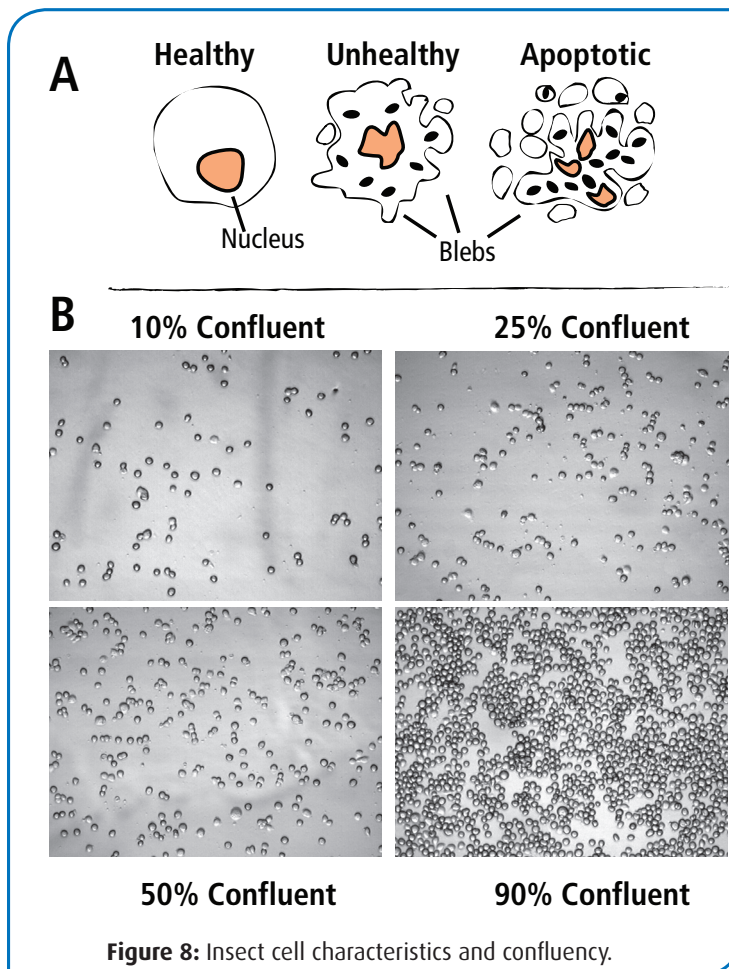 A
Healthy Unhealthy Apoptotic
Nucleus
Blebs
B
10% Confluent 25% Confluent
50% Confluent 90% Confluent
Figure 8: Insect cell characteristics and confluency.